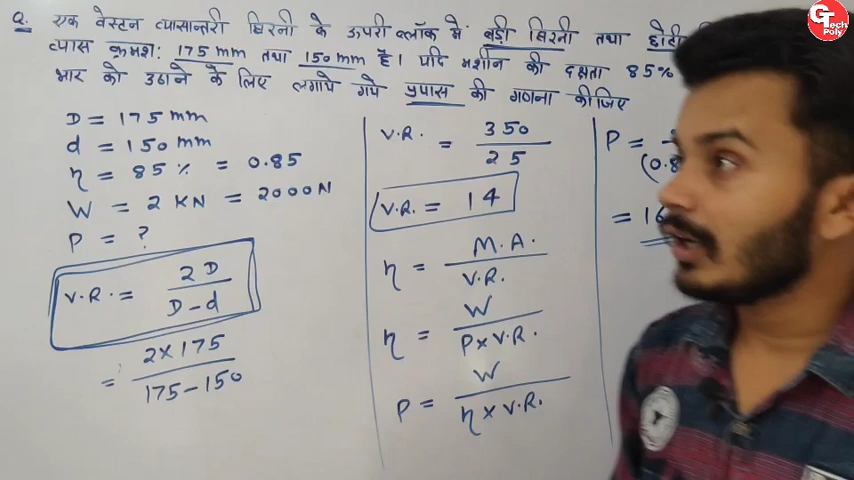 Q. एक वेस्टन व्यासान्तरी घिरनी के ऊपरी ब्लॉक में बड़ी घिरनी तथा छोटी
व्यास क्रमश: 175 mm तथा 150 mm है। यदि मशीन की दक्षता 85%
भार को उठाने के लिए लगाये गये प्रयास की गणना कीजिए
D = 175 mm
d = 150 mm
η = 85 % = 0.85
W = 2 KN = 2000 N
P = ?
V.R. = 2D / D - d
= 2 x 175 / 175 - 150
V.R. = 350 / 25
V.R. = 14
η = M.A. / V.R.
η = W / P x V.R.
P = W / η x V.R.
P =
(0.8
= 16
GTech
Poly